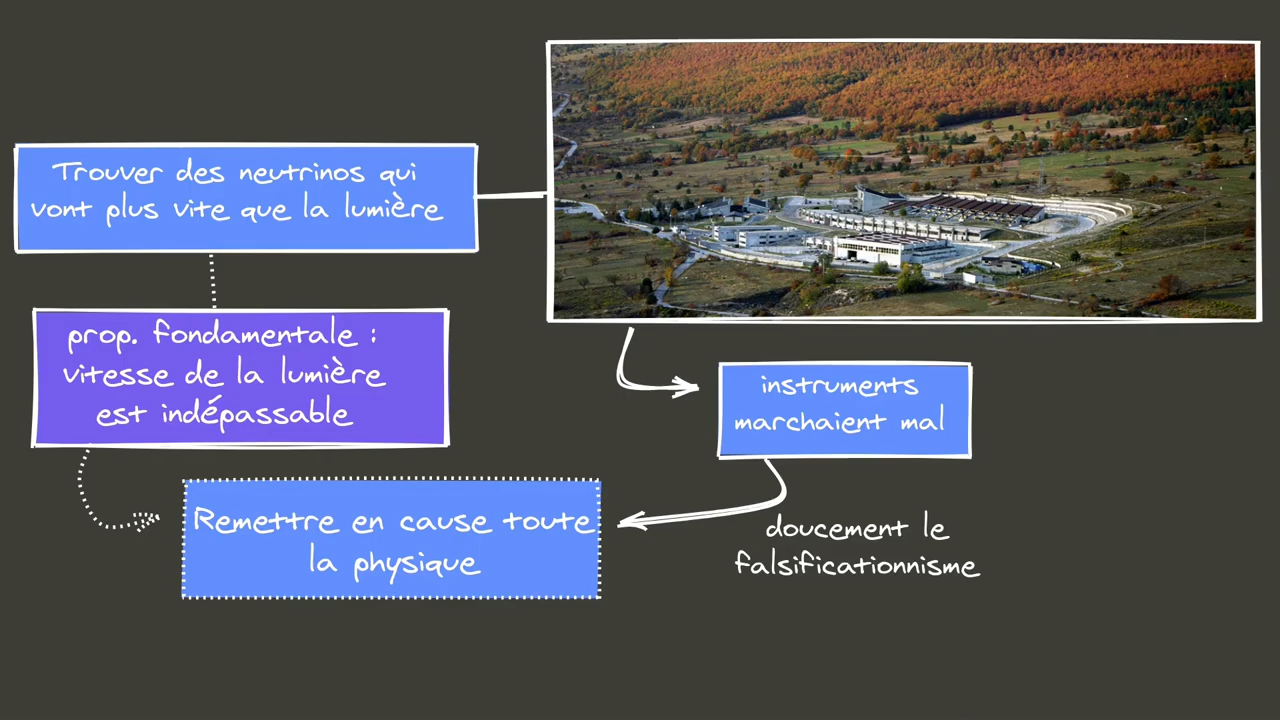 Trouver des neutrinos qui
vont plus vite que la lumière
prop. fondamentale :
vitesse de la lumière
est indépassable
instruments
marchaient mal
Remettre en cause toute
la physique
doucement le
falsificationnisme